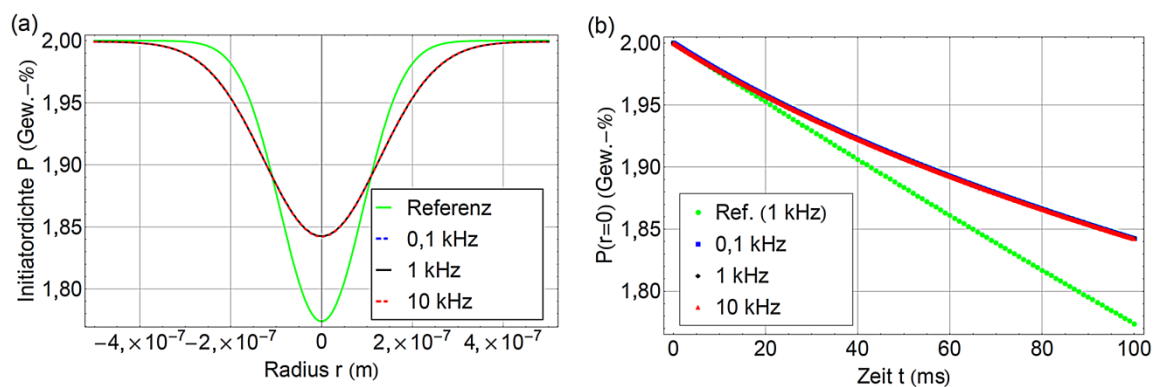 (a)
2,00
1,95
1,90
1,85
1,80
Initiatordichte P (Gew.−%)
Referenz
0,1 kHz
1 kHz
10 kHz
−4,×10⁻⁷
−2,×10⁻⁷
0
2,×10⁻⁷
4,×10⁻⁷
Radius r (m)
(b)
2,00
1,95
1,90
1,85
1,80
P(r=0) (Gew.−%)
Ref. (1 kHz)
0,1 kHz
1 kHz
10 kHz
0
20
40
60
80
100
Zeit t (ms)